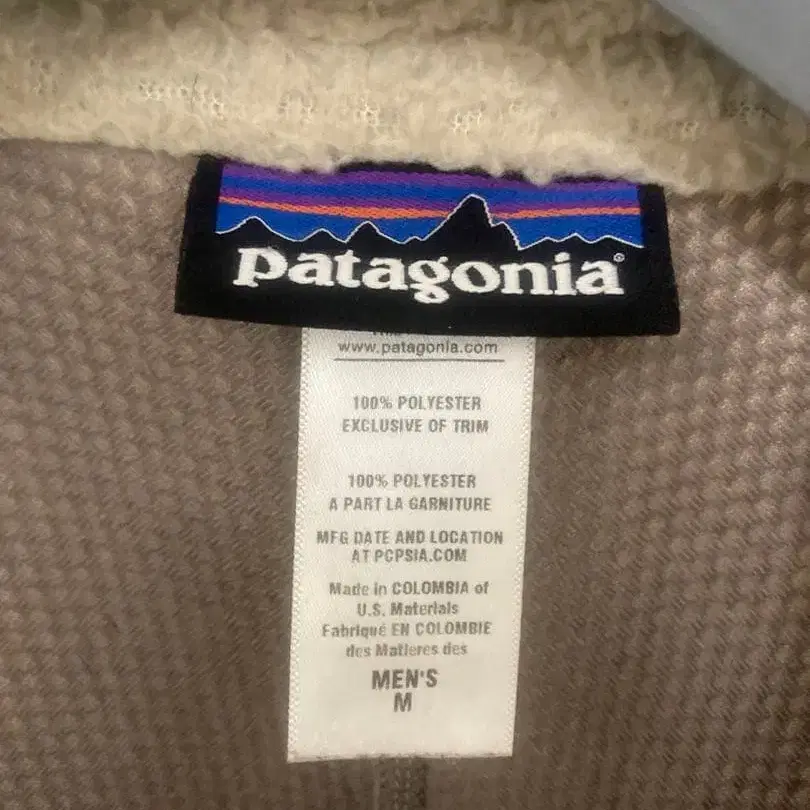 patagonia®
www.patagonia.com
100% POLYESTER
EXCLUSIVE OF TRIM
100% POLYESTER
A PART LA GARNITURE
MFG DATE AND LOCATION
AT PCPSIA.COM
Made in COLOMBIA of
U.S. Materials
Fabriqué EN COLOMBIE
des Matieres des
MEN'S
M